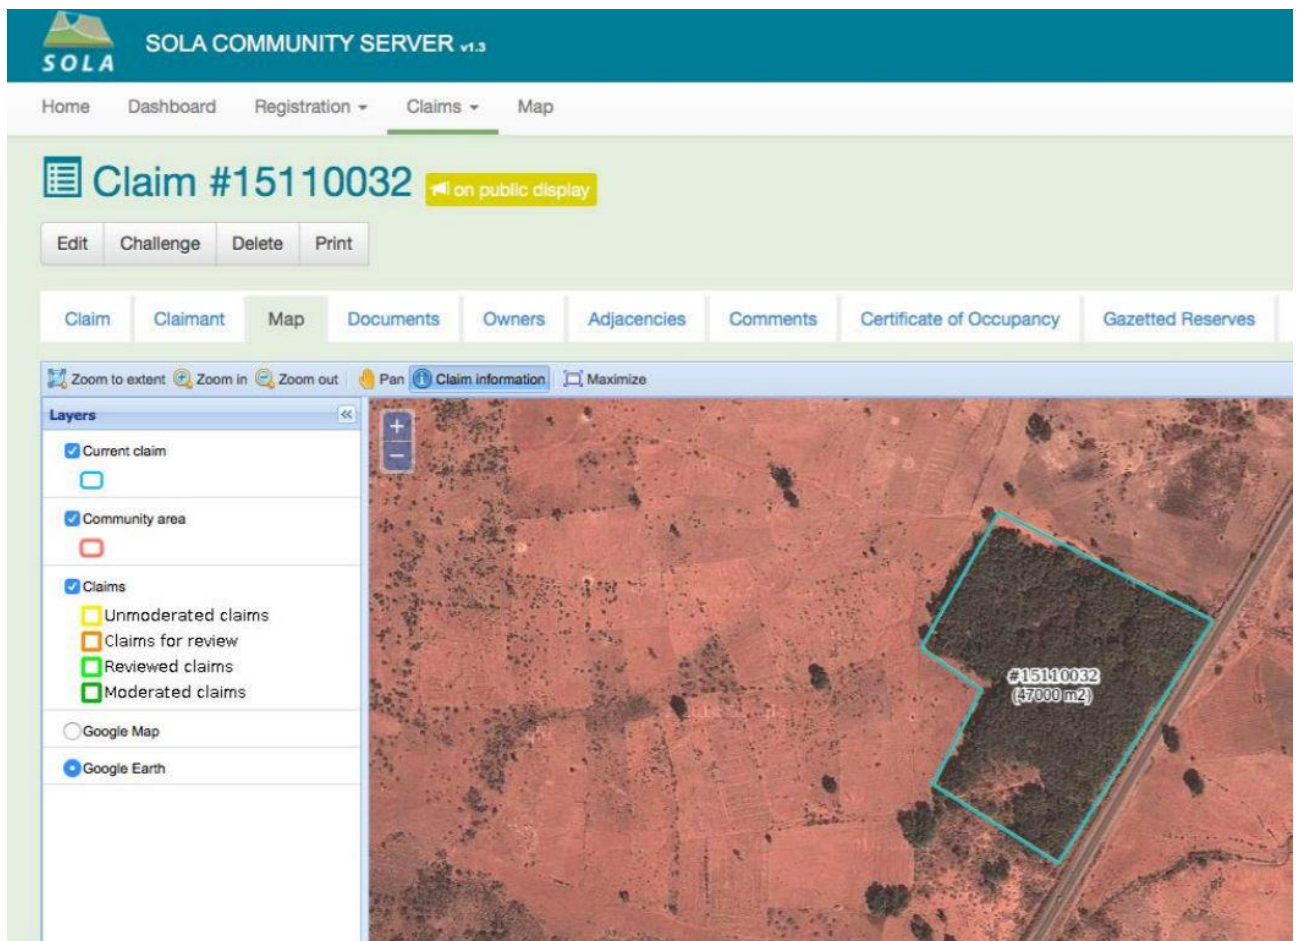 SOLA
SOLA COMMUNITY SERVER v1.3
Home Dashboard Registration Claims Map
Claim #15110032 on public display
Edit Challenge Delete Print
Claim Claimant Map Documents Owners Adjacencies Comments Certificate of Occupancy Gazetted Reserves
Zoom to extent Zoom in Zoom out Pan Claim information Maximize
Layers
Current claim
Community area
Claims
Unmoderated claims
Claims for review
Reviewed claims
Moderated claims
Google Map
Google Earth
#15110032
(47000 m2)